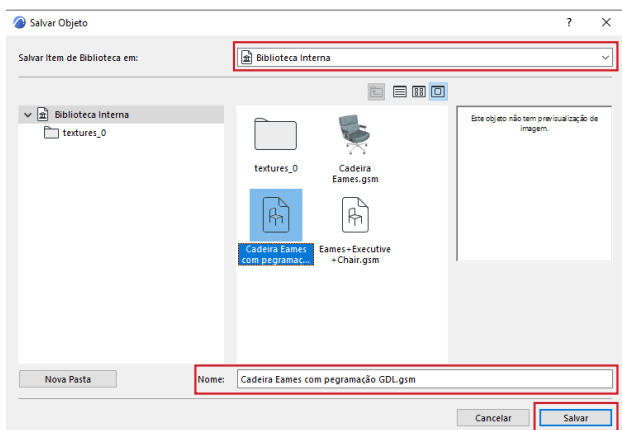 Salvar Objeto
?
Salvar Item de Biblioteca em:
Biblioteca Interna
Biblioteca Interna
textures_0
textures_0
Cadeira
Eames.gsm
Cadeira Eames
com pegramaç...
Eames+Executive
+Chair.gsm
Este objeto não tem previsualização de
imagem.
Nova Pasta
Nome:
Cadeira Eames com pegramação GDL.gsm
Cancelar
Salvar